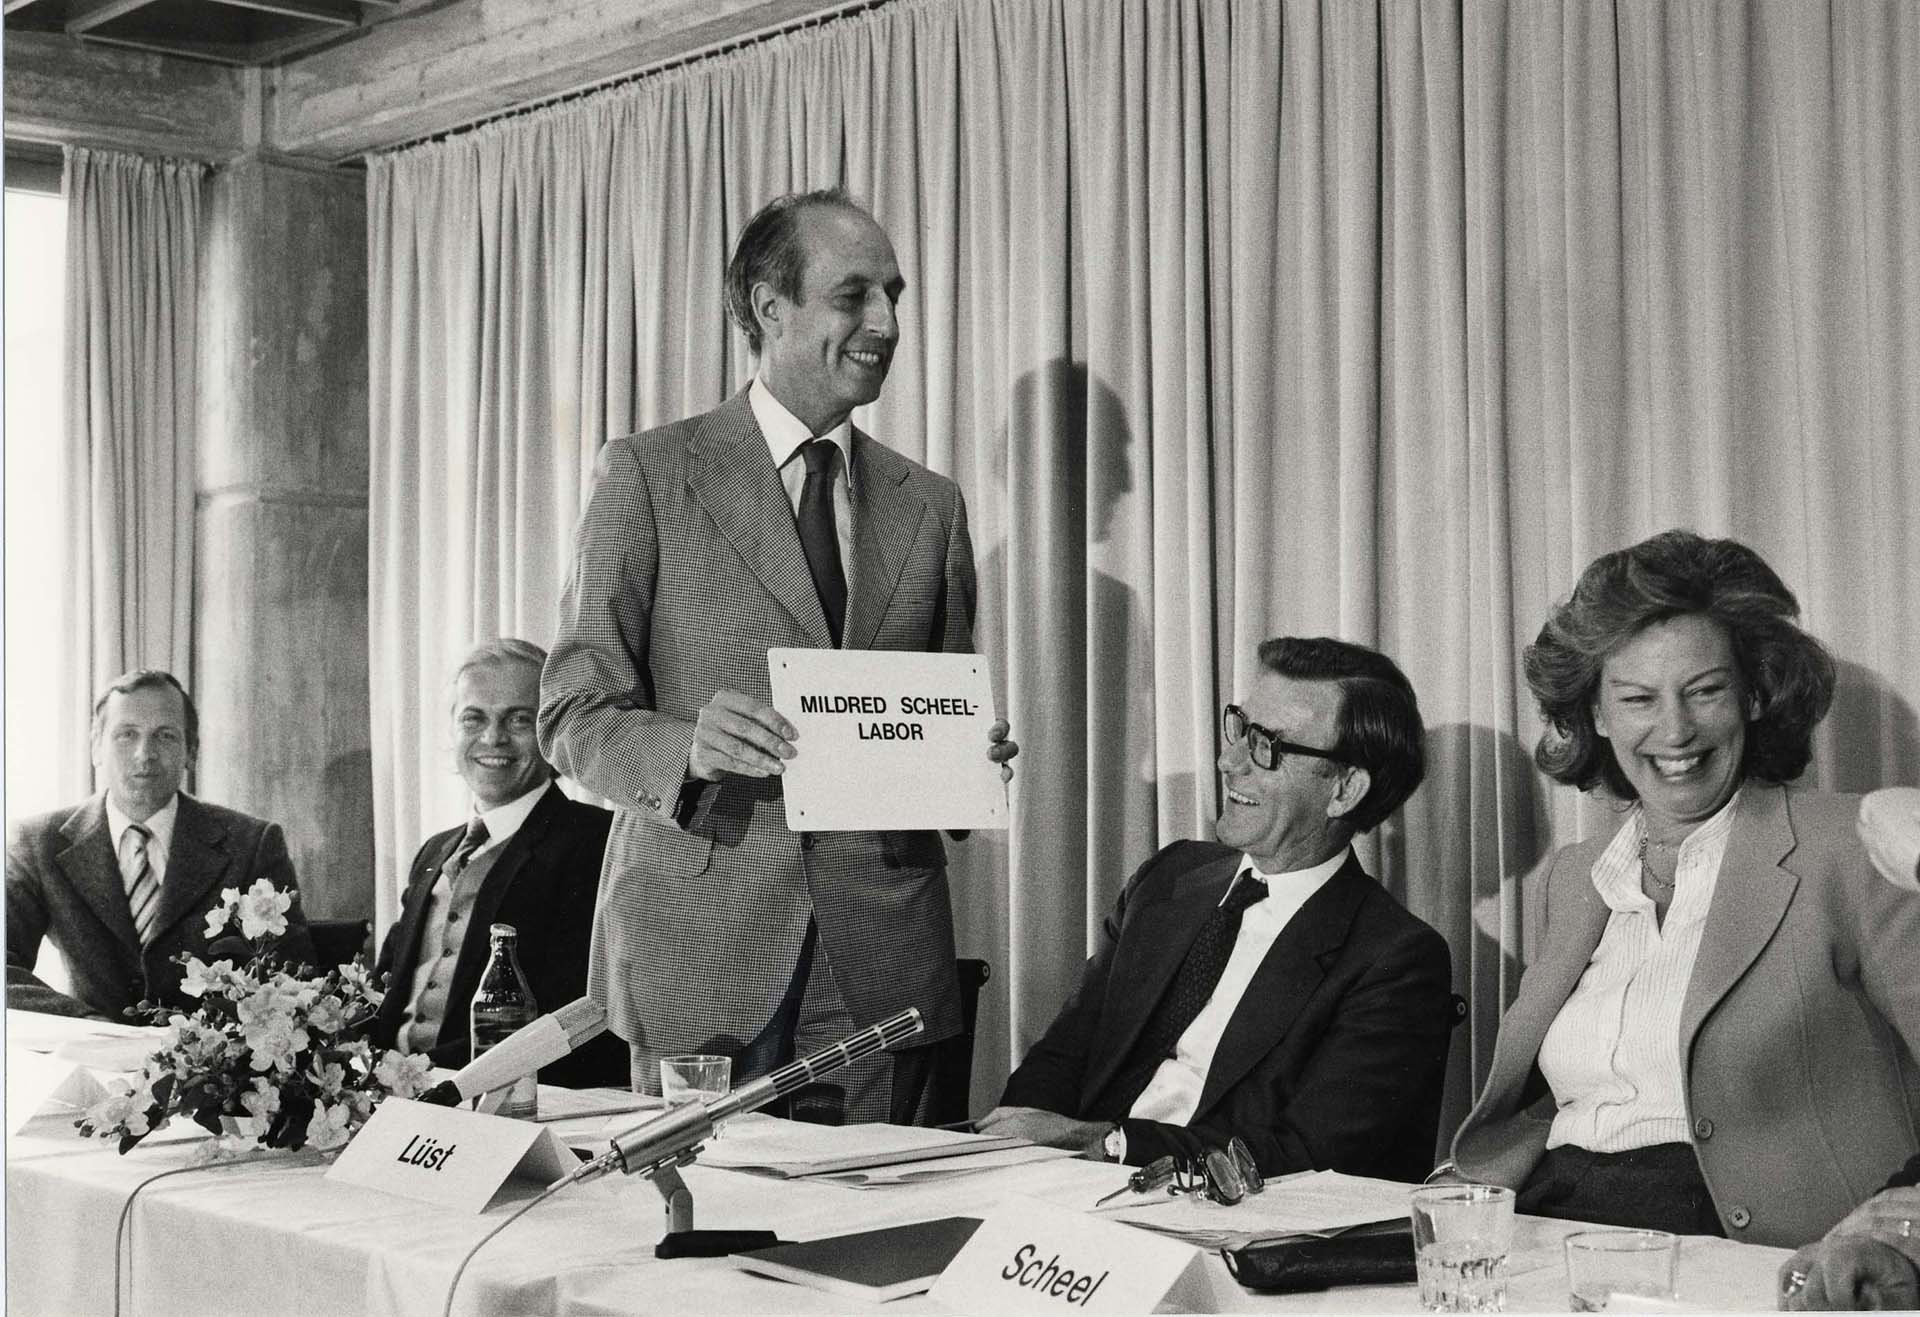 MILDRED SCHEEL-
LABOR
Lüst
Scheel